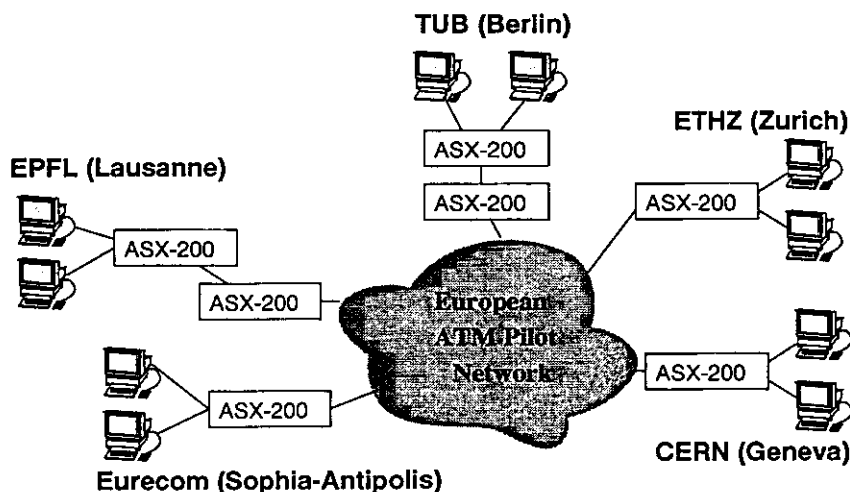 TUB (Berlin)
ETHZ (Zurich)
ASX-200
EPFL (Lausanne)
ASX-200
ASX-200
ASX-200
ASX-200
European
ATM-Pilot
Network
ASX-200
ASX-200
CERN (Geneva)
Eurecom (Sophia-Antipolis)